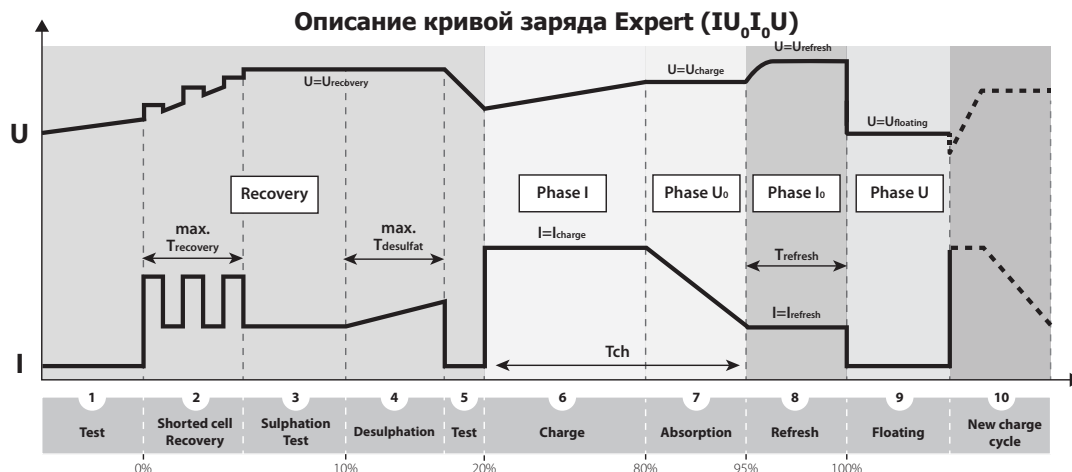 Описание кривой заряда Expert (IU0I0U)
U=Urefresh
U=Urecovery
U=Ucharge
U=Ufloating
U
Recovery
Phase I
Phase U0
Phase I0
Phase U
max.
Trecovery
max.
Tdesulfat
I=Icharge
Trefresh
I=Irefresh
Tch
I
1 2 3 4 5 6 7 8 9 10
Test
Shorted cell
Recovery
Sulphation
Test
Desulphation
Test
Charge
Absorption
Refresh
Floating
New charge
cycle
0% 10% 20% 80% 95% 100%